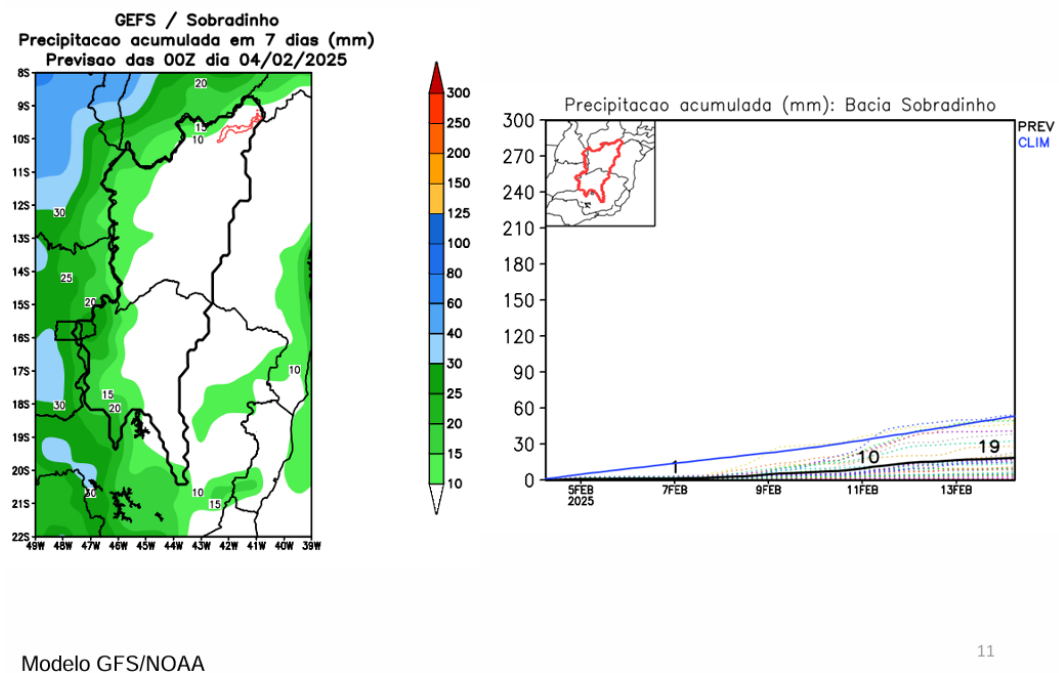 GEFS / Sobradinho
Precipitacao acumulada em 7 dias (mm)
Previsao das 00Z dia 04/02/2025
8S
9S
10S
11S
12S
13S
14S
15S
16S
17S
18S
19S
20S
21S
22S
49W 48W 47W 46W 45W 44W 43W 42W 41W 40W 39W
20
15
10
30
25
20
15
20
30
10
10
15
30
300
250
200
150
125
100
80
60
40
30
25
20
15
10
Precipitacao acumulada (mm): Bacia Sobradinho
PREV
CLIM
300
270
240
210
180
150
120
90
60
30
0
1
10
19
5FEB 7FEB 9FEB 11FEB 13FEB
2025
Modelo GFS/NOAA
11